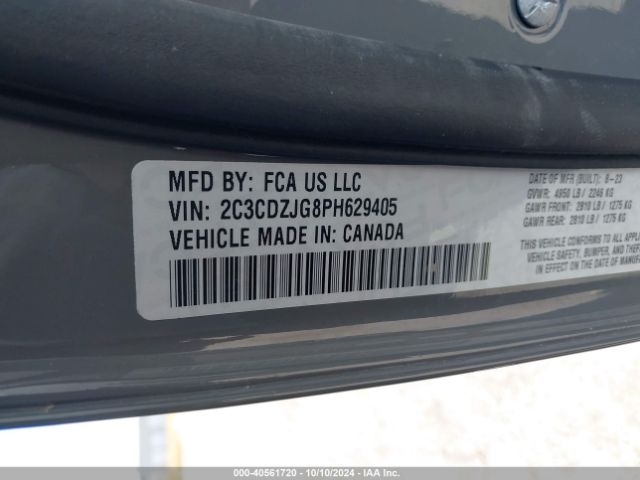 MFD BY: FCA US LLC
VIN: 2C3CDZJG8PH629405
VEHICLE MADE IN: CANADA
DATE OF MFR (BUILT): 8-23
GVWR: 4950 LB / 2246 KG
GAWR FRONT: 2810 LB / 1275 KG
GAWR REAR: 2810 LB / 1275 KG
THIS VEHICLE CONFORMS TO ALL APPL
VEHICLE SAFETY, BUMPER, AND THEFT
IN EFFECT ON THE DATE OF MANUFA
000-40561720 - 10/10/2024 - IAA Inc.